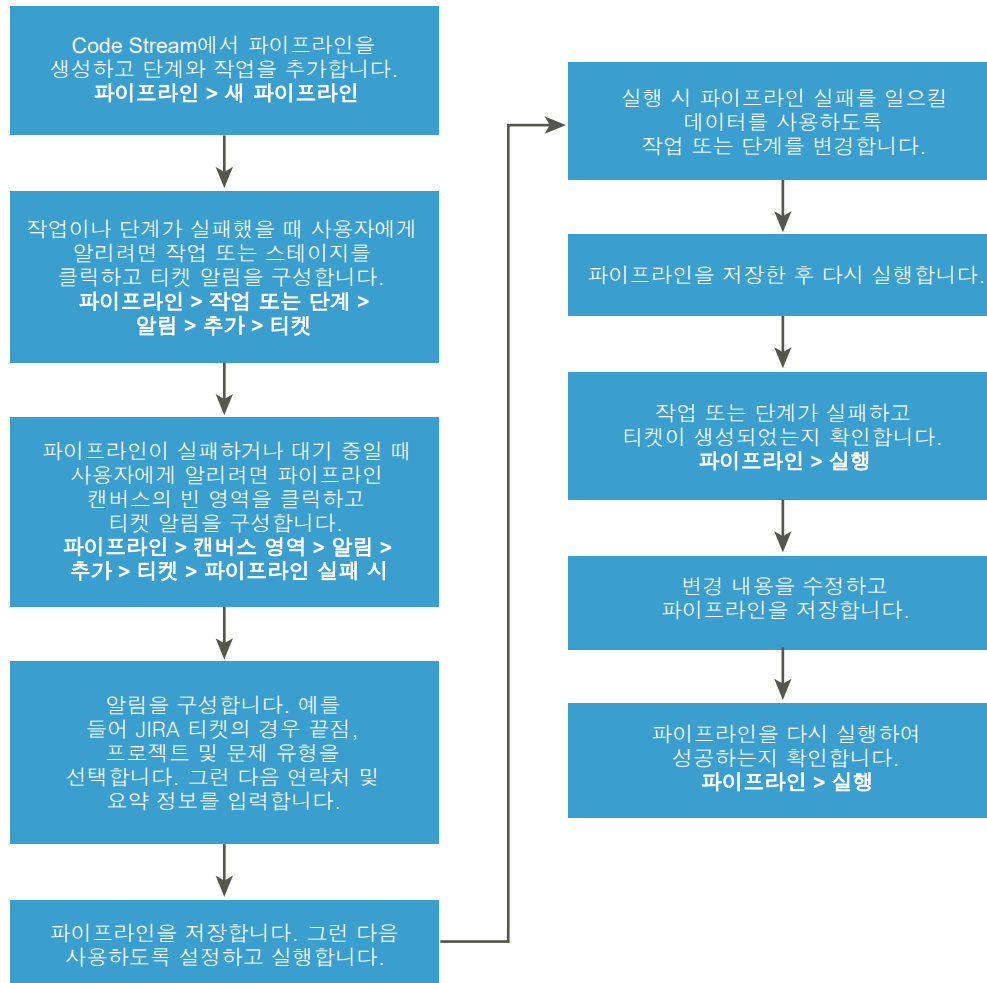 Code Stream에서 파이프라인을
생성하고 단계와 작업을 추가합니다.
파이프라인 > 새 파이프라인
작업이나 단계가 실패했을 때 사용자에게
알리려면 작업 또는 스테이지를
클릭하고 티켓 알림을 구성합니다.
파이프라인 > 작업 또는 단계 >
알림 > 추가 > 티켓
파이프라인이 실패하거나 대기 중일 때
사용자에게 알리려면 파이프라인
캔버스의 빈 영역을 클릭하고
티켓 알림을 구성합니다.
파이프라인 > 캔버스 영역 > 알림 >
추가 > 티켓 > 파이프라인 실패 시
알림을 구성합니다. 예를
들어 JIRA 티켓의 경우 끝점,
프로젝트 및 문제 유형을
선택합니다. 그런 다음 연락처 및
요약 정보를 입력합니다.
파이프라인을 저장합니다. 그런 다음
사용하도록 설정하고 실행합니다.
실행 시 파이프라인 실패를 일으킬
데이터를 사용하도록
작업 또는 단계를 변경합니다.
파이프라인을 저장한 후 다시 실행합니다.
작업 또는 단계가 실패하고
티켓이 생성되었는지 확인합니다.
파이프라인 > 실행
변경 내용을 수정하고
파이프라인을 저장합니다.
파이프라인을 다시 실행하여
성공하는지 확인합니다.
파이프라인 > 실행